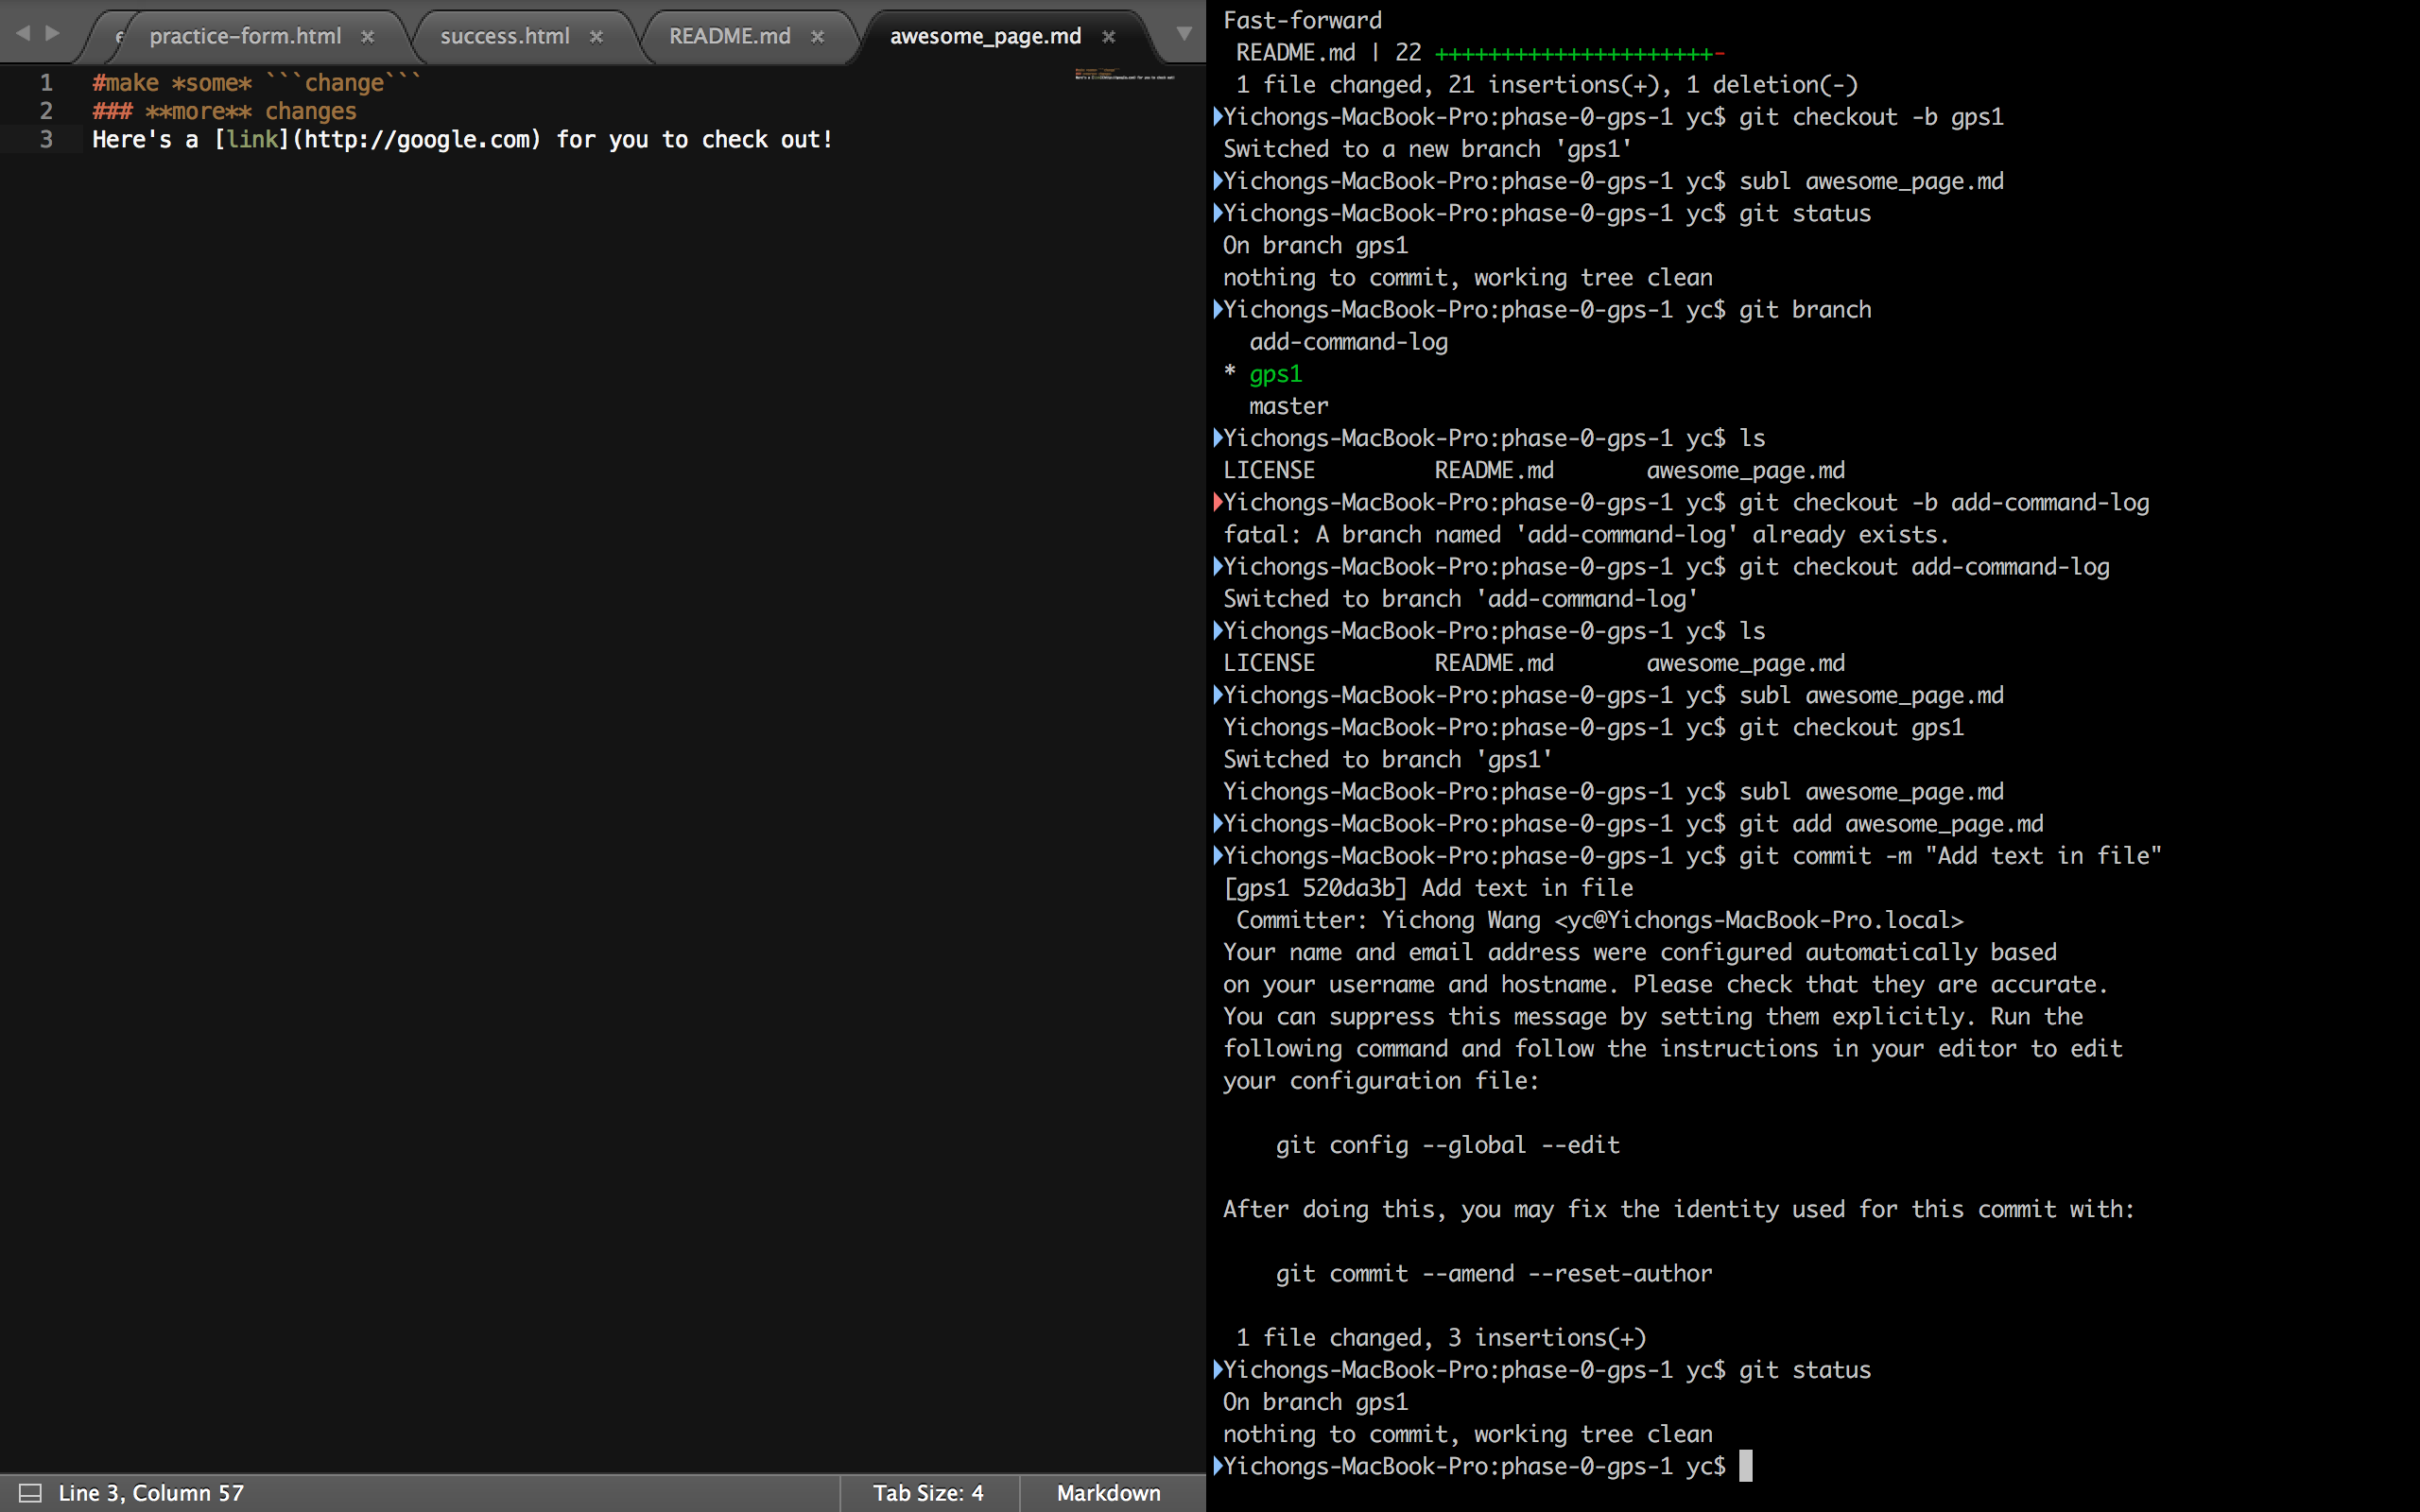 practice-form.html
success.html
README.md
awesome_page.md
1 #make *some* ```change```
2 ### **more** changes
3 Here's a [link](http://google.com) for you to check out!
Line 3, Column 57
Tab Size: 4
Markdown
Fast-forward
README.md | 22 +++++++++++++++++++++-
1 file changed, 21 insertions(+), 1 deletion(-)
Yichongs-MacBook-Pro:phase-0-gps-1 yc$ git checkout -b gps1
Switched to a new branch 'gps1'
Yichongs-MacBook-Pro:phase-0-gps-1 yc$ subl awesome_page.md
Yichongs-MacBook-Pro:phase-0-gps-1 yc$ git status
On branch gps1
nothing to commit, working tree clean
Yichongs-MacBook-Pro:phase-0-gps-1 yc$ git branch
add-command-log
* gps1
master
Yichongs-MacBook-Pro:phase-0-gps-1 yc$ ls
LICENSE README.md awesome_page.md
Yichongs-MacBook-Pro:phase-0-gps-1 yc$ git checkout -b add-command-log
fatal: A branch named 'add-command-log' already exists.
Yichongs-MacBook-Pro:phase-0-gps-1 yc$ git checkout add-command-log
Switched to branch 'add-command-log'
Yichongs-MacBook-Pro:phase-0-gps-1 yc$ ls
LICENSE README.md awesome_page.md
Yichongs-MacBook-Pro:phase-0-gps-1 yc$ subl awesome_page.md
Yichongs-MacBook-Pro:phase-0-gps-1 yc$ git checkout gps1
Switched to branch 'gps1'
Yichongs-MacBook-Pro:phase-0-gps-1 yc$ subl awesome_page.md
Yichongs-MacBook-Pro:phase-0-gps-1 yc$ git add awesome_page.md
Yichongs-MacBook-Pro:phase-0-gps-1 yc$ git commit -m "Add text in file"
[gps1 520da3b] Add text in file
Committer: Yichong Wang <yc@Yichongs-MacBook-Pro.local>
Your name and email address were configured automatically based
on your username and hostname. Please check that they are accurate.
You can suppress this message by setting them explicitly. Run the
following command and follow the instructions in your editor to edit
your configuration file:
git config --global --edit
After doing this, you may fix the identity used for this commit with:
git commit --amend --reset-author
1 file changed, 3 insertions(+)
Yichongs-MacBook-Pro:phase-0-gps-1 yc$ git status
On branch gps1
nothing to commit, working tree clean
Yichongs-MacBook-Pro:phase-0-gps-1 yc$